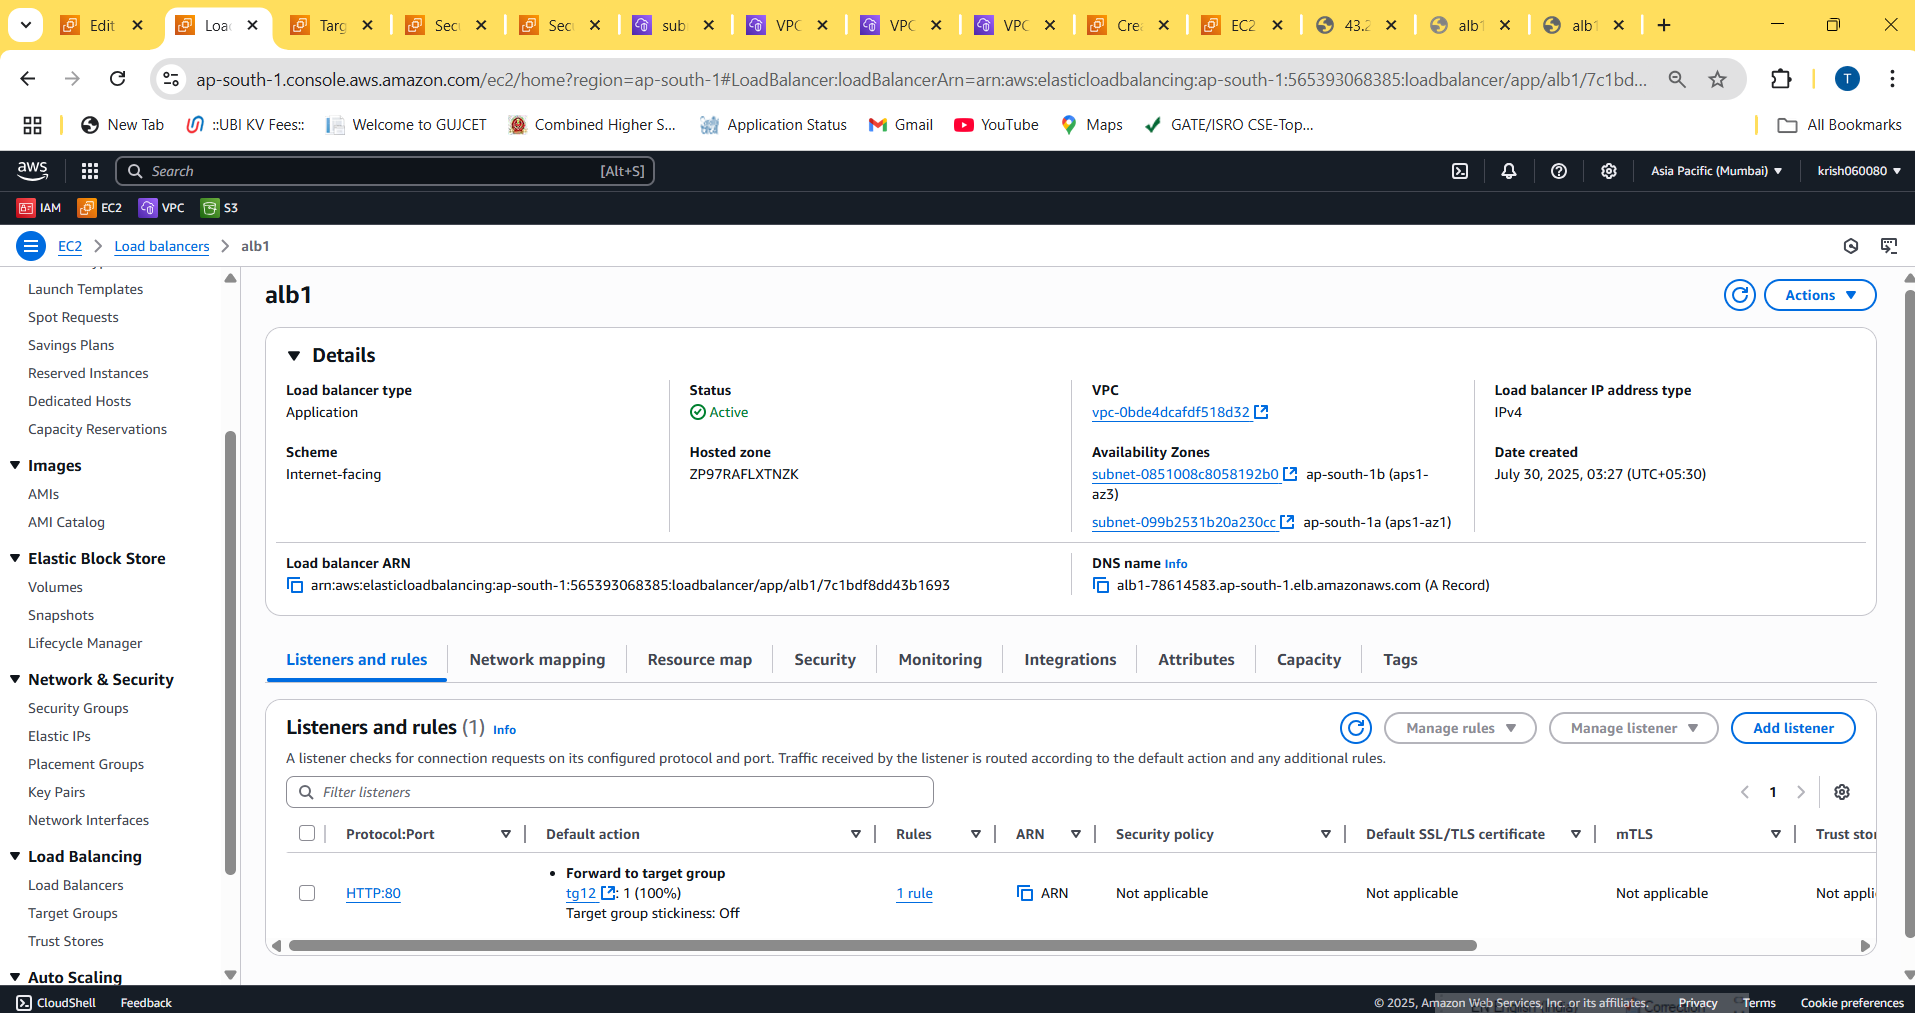 Edit
Loa
Targ
Sec
Sec
sub
VPC
VPC
VPC
Crea
EC2
43.2
alb1
alb1
ap-south-1.console.aws.amazon.com/ec2/home?region=ap-south-1#LoadBalancer:loadBalancerArn=arn:aws:elasticloadbalancing:ap-south-1:565393068385:loadbalancer/app/alb1/7c1bd...
T
New Tab
::UBI KV Fees::
Welcome to GUJCET
Combined Higher S...
Application Status
Gmail
YouTube
Maps
GATE/ISRO CSE-Top...
All Bookmarks
aws
Search
[Alt+S]
Asia Pacific (Mumbai)
krish060080
IAM
EC2
VPC
S3
EC2
Load balancers
alb1
Launch Templates
Spot Requests
Savings Plans
Reserved Instances
Dedicated Hosts
Capacity Reservations
Images
AMIs
AMI Catalog
Elastic Block Store
Volumes
Snapshots
Lifecycle Manager
Network & Security
Security Groups
Elastic IPs
Placement Groups
Key Pairs
Network Interfaces
Load Balancing
Load Balancers
Target Groups
Trust Stores
Auto Scaling
alb1
Actions
Details
Load balancer type
Application
Status
Active
VPC
vpc-0bde4dcafdf518d32
Load balancer IP address type
IPv4
Scheme
Internet-facing
Hosted zone
ZP97RAFLXTNZK
Availability Zones
subnet-0851008c8058192b0 ap-south-1b (aps1-
az3)
subnet-099b2531b20a230cc ap-south-1a (aps1-az1)
Date created
July 30, 2025, 03:27 (UTC+05:30)
Load balancer ARN
arn:aws:elasticloadbalancing:ap-south-1:565393068385:loadbalancer/app/alb1/7c1bdf8dd43b1693
DNS name Info
alb1-78614583.ap-south-1.elb.amazonaws.com (A Record)
Listeners and rules
Network mapping
Resource map
Security
Monitoring
Integrations
Attributes
Capacity
Tags
Listeners and rules (1) Info
Manage rules
Manage listener
Add listener
A listener checks for connection requests on its configured protocol and port. Traffic received by the listener is routed according to the default action and any additional rules.
Filter listeners
1
Protocol:Port
Default action
Rules
ARN
Security policy
Default SSL/TLS certificate
mTLS
Trust stor
HTTP:80
Forward to target group
tg12 : 1 (100%)
Target group stickiness: Off
1 rule
ARN
Not applicable
Not applicable
Not applicable
Not appli
CloudShell
Feedback
© 2025, Amazon Web Services, Inc. or its affiliates.
Privacy
Terms
Cookie preferences